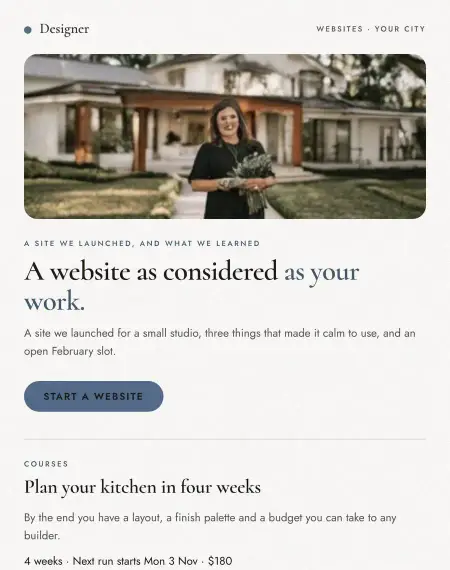 Designer
WEBSITES · YOUR CITY
A SITE WE LAUNCHED, AND WHAT WE LEARNED
A website as considered as your
work.
A site we launched for a small studio, three things that made it calm to use, and an
open February slot.
START A WEBSITE
COURSES
Plan your kitchen in four weeks
By the end you have a layout, a finish palette and a budget you can take to any
builder.
4 weeks · Next run starts Mon 3 Nov · $180